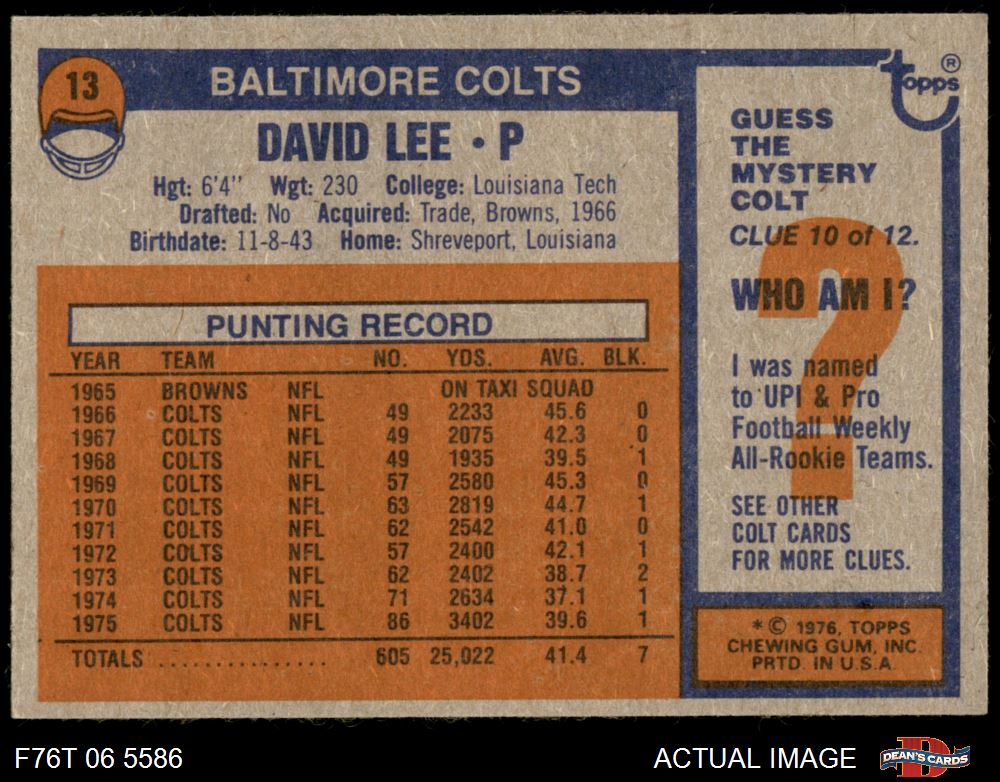 13
BALTIMORE COLTS
DAVID LEE • P
Hgt: 6'4" Wgt: 230 College: Louisiana Tech
Drafted: No Acquired: Trade, Browns, 1966
Birthdate: 11-8-43 Home: Shreveport, Louisiana
PUNTING RECORD
YEAR TEAM NO. YDS. AVG. BLK.
1965 BROWNS NFL ON TAXI SQUAD
1966 COLTS NFL 49 2233 45.6 0
1967 COLTS NFL 49 2075 42.3 0
1968 COLTS NFL 49 1935 39.5 1
1969 COLTS NFL 57 2580 45.3 0
1970 COLTS NFL 63 2819 44.7 1
1971 COLTS NFL 62 2542 41.0 0
1972 COLTS NFL 57 2400 42.1 1
1973 COLTS NFL 62 2402 38.7 2
1974 COLTS NFL 71 2634 37.1 1
1975 COLTS NFL 86 3402 39.6 1
TOTALS ............... 605 25,022 41.4 7
topps ®
GUESS
THE
MYSTERY
COLT
CLUE 10 of 12.
WHO AM I?
?
I was named
to UPI & Pro
Football Weekly
All-Rookie Teams.
SEE OTHER
COLT CARDS
FOR MORE CLUES.
* © 1976, TOPPS
CHEWING GUM, INC.
PRTD. IN U.S.A.
F76T 06 5586
ACTUAL IMAGE
DEAN'S CARDS